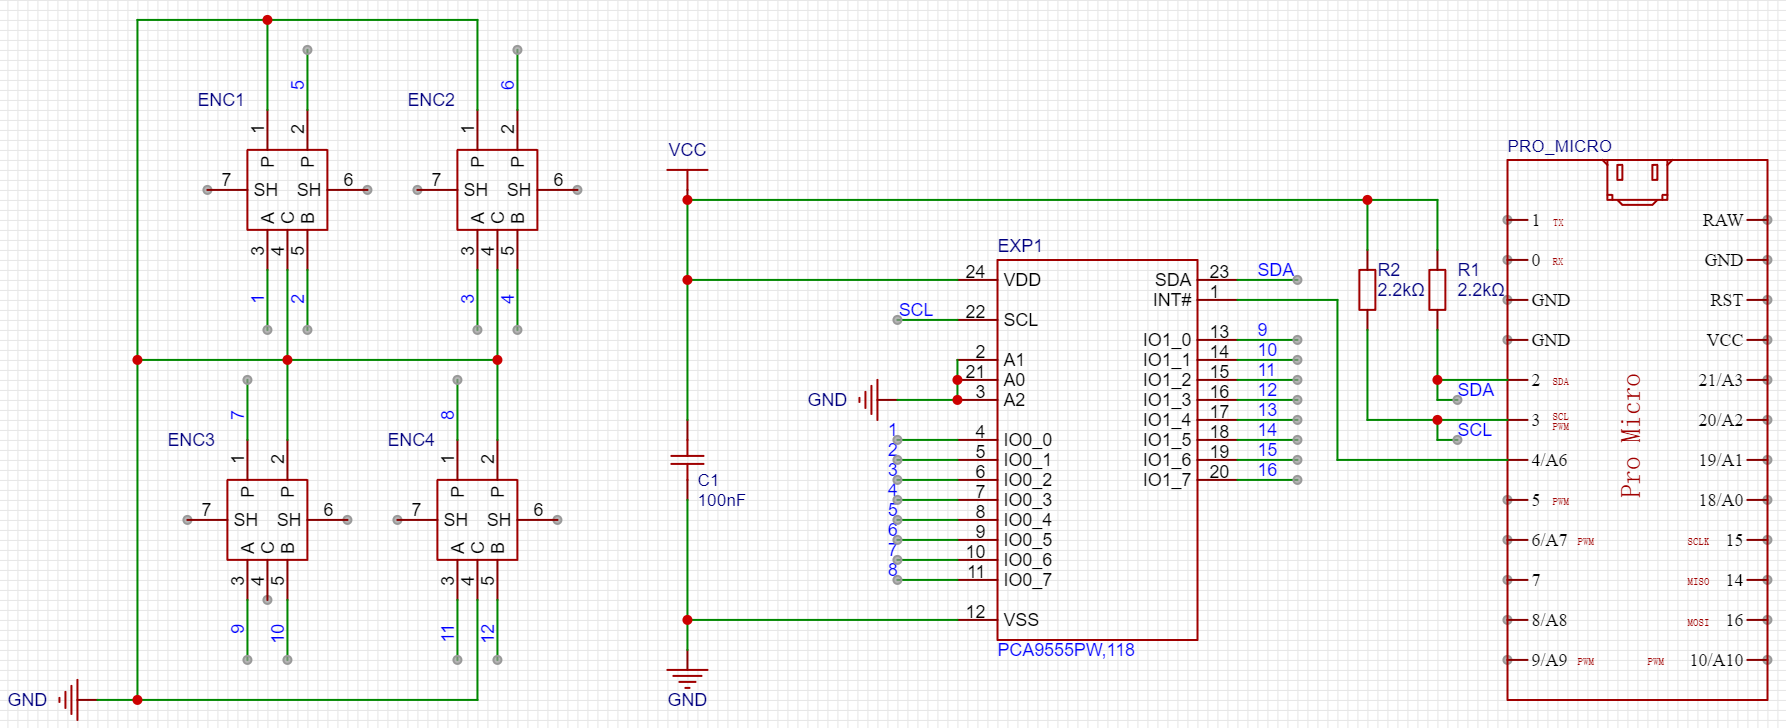 ENC1
5
1
2
P
P
7
SH
SH
6
A
C
B
3
4
5
1
2
ENC2
6
1
2
P
P
7
SH
SH
6
A
C
B
3
4
5
3
4
ENC3
7
1
2
P
P
7
SH
SH
6
A
C
B
3
4
5
9
10
ENC4
8
1
2
P
P
7
SH
SH
6
A
C
B
3
4
5
11
12
GND
VCC
C1
100nF
GND
EXP1
24 VDD
SCL 22 SCL
2 A1
21 A0
GND 3 A2
1 4 IO0_0
2 5 IO0_1
3 6 IO0_2
4 7 IO0_3
5 8 IO0_4
6 9 IO0_5
7 10 IO0_6
8 11 IO0_7
12 VSS
SDA 23 SDA
INT# 1
IO1_0 13 9
IO1_1 14 10
IO1_2 15 11
IO1_3 16 12
IO1_4 17 13
IO1_5 18 14
IO1_6 19 15
IO1_7 20 16
PCA9555PW,118
R2
2.2kΩ
R1
2.2kΩ
SDA
SCL
PRO_MICRO
1 TX
0 RX
GND
GND
2 SDA
3 SCL PWM
4/A6
5 PWM
6/A7 PWM
7
8/A8
9/A9 PWM
Pro Micro
RAW
GND
RST
VCC
21/A3
20/A2
19/A1
18/A0
SCLK 15
MISO 14
MOSI 16
PWM 10/A10